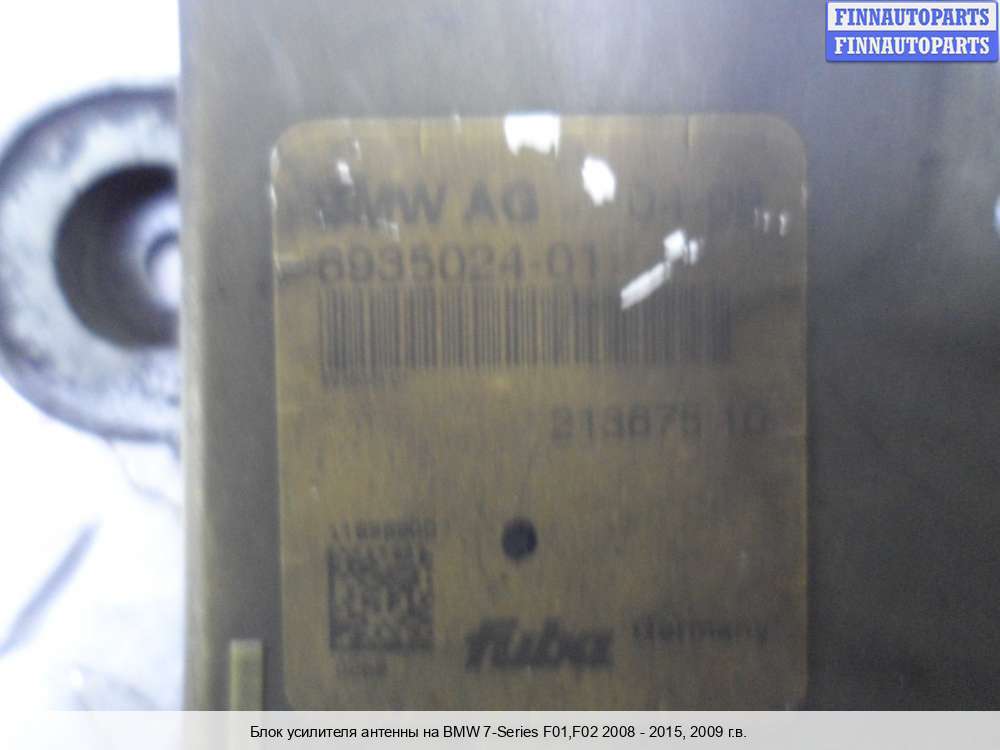 FINNAUTOPARTS
FINNAUTOPARTS
BMW AG
6935024-01
213875 10
fuba Germany
Блок усилителя антенны на BMW 7-Series F01,F02 2008 - 2015, 2009 г.в.